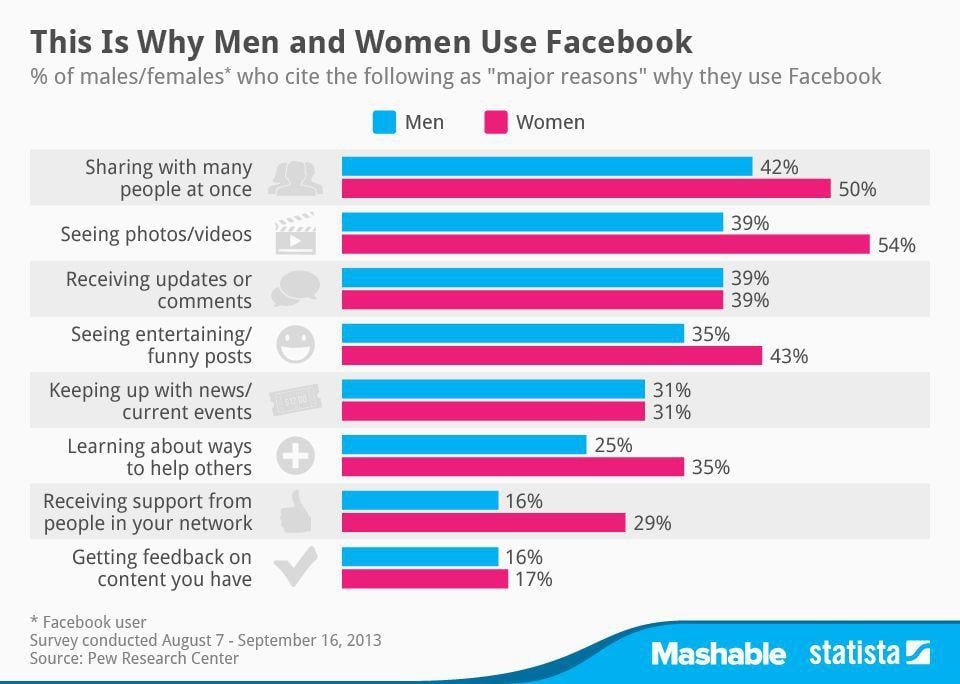 This Is Why Men and Women Use Facebook
% of males/females* who cite the following as "major reasons" why they use Facebook
Men
Women
Sharing with many
people at once
42%
50%
Seeing photos/videos
39%
54%
Receiving updates or
comments
39%
39%
Seeing entertaining/
funny posts
35%
43%
Keeping up with news/
current events
$12.00
31%
31%
Learning about ways
to help others
25%
35%
Receiving support from
people in your network
16%
29%
Getting feedback on
content you have
16%
17%
* Facebook user
Survey conducted August 7 - September 16, 2013
Source: Pew Research Center
Mashable statista